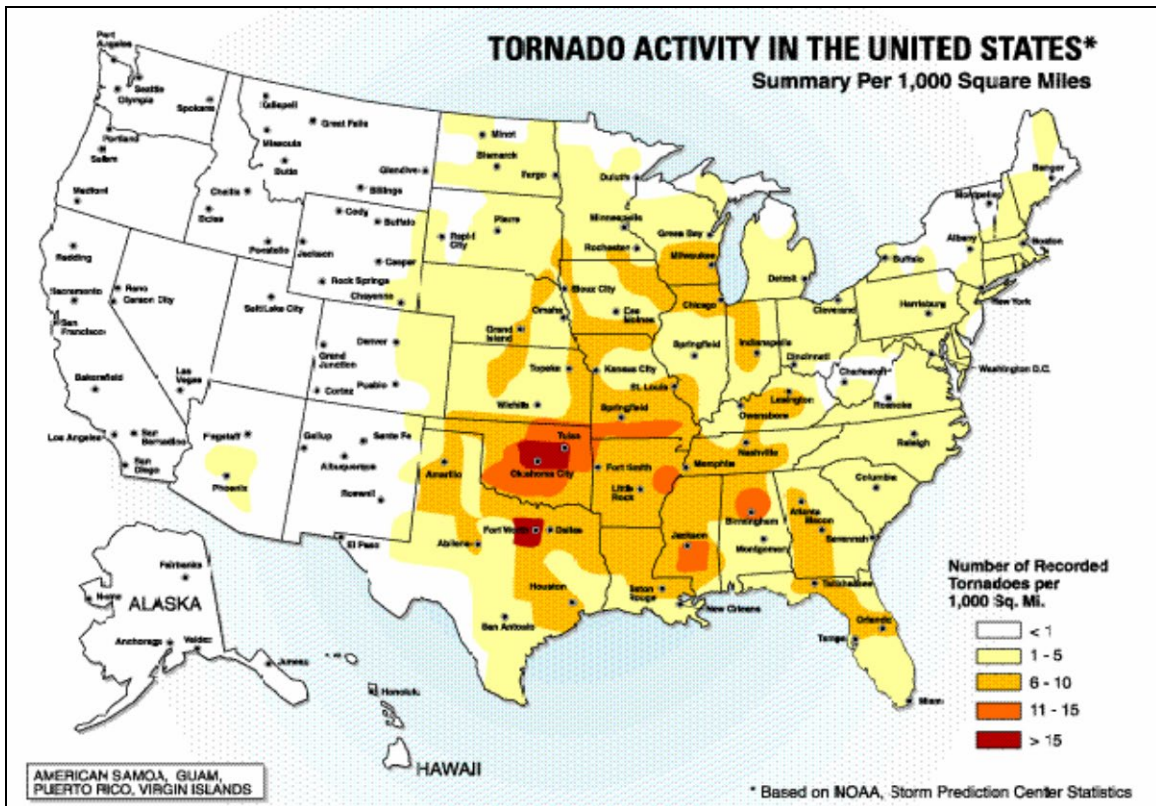 TORNADO ACTIVITY IN THE UNITED STATES*
Summary Per 1,000 Square Miles
Port
Angeles
Seattle
Olympia
Spokane
Portland
Salem
Medford
Kalispell
Great Falls
Missoula
Butte
Glendive
Billings
Challis
Boise
Pocatello
Cody
Buffalo
Jackson
Casper
Rock Springs
Cheyenne
Minot
Bismarck
Fargo
Pierre
Rapid
City
Duluth
Minneapolis
Rochester
Green Bay
Milwaukee
Chicago
Detroit
Bangor
Montpelier
Albany
Boston
Buffalo
New York
Harrisburg
Cleveland
Washington D.C.
Redding
Reno
Carson City
Sacramento
San
Francisco
Salt Lake City
Bakersfield
Las
Vegas
Los Angeles
San
Bernadino
San
Diego
Flagstaff
Phoenix
Denver
Grand
Junction
Pueblo
Cortez
Gallup
Santa Fe
Albuquerque
Roswell
El Paso
Sioux City
Omaha
Des
Moines
Grand
Island
Topeka
Kansas City
Wichita
St. Louis
Springfield
Springfield
Indianapolis
Cincinnati
Charleston
Roanoke
Lexington
Owensboro
Nashville
Memphis
Raleigh
Columbia
Tulsa
Oklahoma City
Amarillo
Fort Smith
Little
Rock
Fort Worth
Dallas
Abilene
Houston
San Antonio
Jackson
Baton
Rouge
New Orleans
Birmingham
Montgomery
Atlanta
Macon
Savannah
Tallahassee
Orlando
Tampa
Miami
Fairbanks
Nome
ALASKA
Anchorage
Valdez
Juneau
Honolulu
HAWAII
Number of Recorded
Tornadoes per
1,000 Sq. Mi.
< 1
1 - 5
6 - 10
11 - 15
> 15
AMERICAN SAMOA, GUAM,
PUERTO RICO, VIRGIN ISLANDS
* Based on NOAA, Storm Prediction Center Statistics